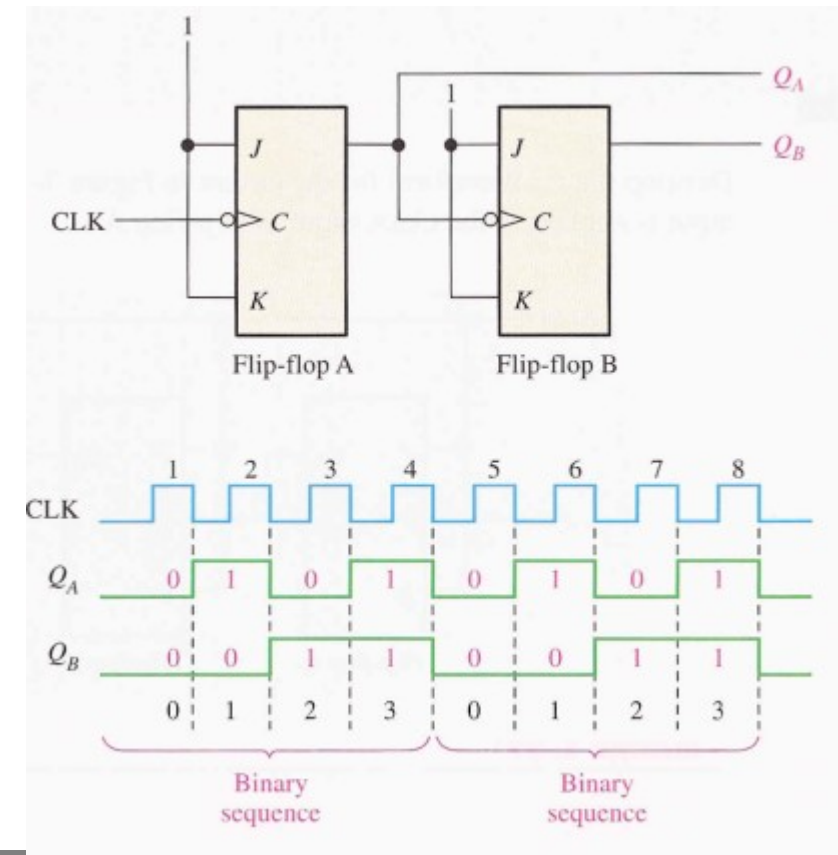 1
Q_A
1
J J Q_B
CLK C C
K K
Flip-flop A Flip-flop B
1 2 3 4 5 6 7 8
CLK
Q_A 0 1 0 1 0 1 0 1
Q_B 0 0 1 1 0 0 1 1
0 1 2 3 0 1 2 3
Binary Binary
sequence sequence